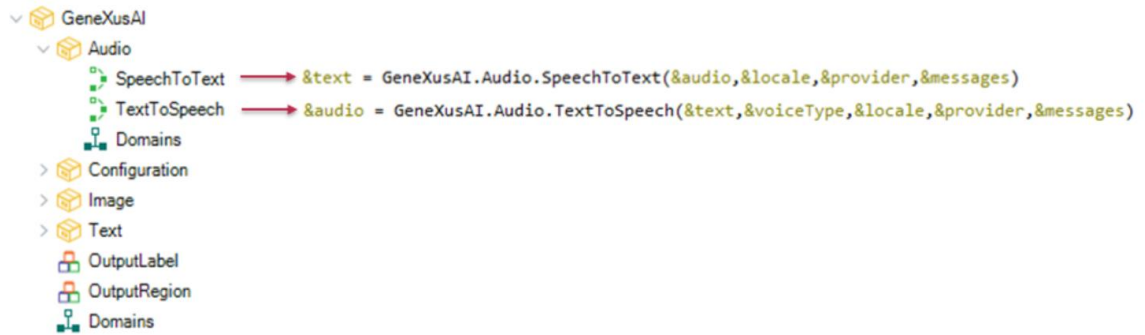 GeneXusAI
Audio
SpeechToText &text = GeneXusAI.Audio.SpeechToText(&audio,&locale,&provider,&messages)
TextToSpeech &audio = GeneXusAI.Audio.TextToSpeech(&text,&voiceType,&locale,&provider,&messages)
Domains
Configuration
Image
Text
OutputLabel
OutputRegion
Domains